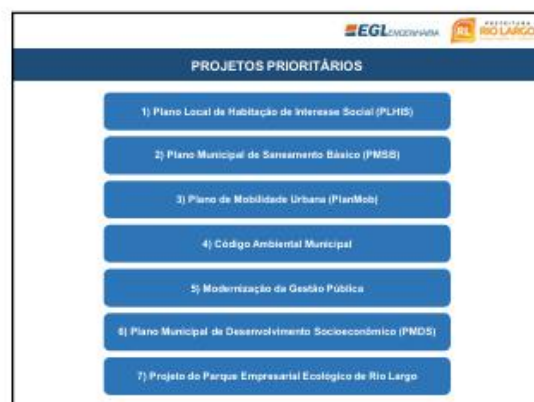 EGL ENGENHARIA
RL PREFEITURA RIO LARGO
PROJETOS PRIORITÁRIOS
1) Plano Local de Habitação de Interesse Social (PLHIS)
2) Plano Municipal de Saneamento Básico (PMSB)
3) Plano de Mobilidade Urbana (PlanMob)
4) Código Ambiental Municipal
5) Modernização da Gestão Pública
6) Plano Municipal de Desenvolvimento Socioeconômico (PMDS)
7) Projeto do Parque Empresarial Ecológico de Rio Largo